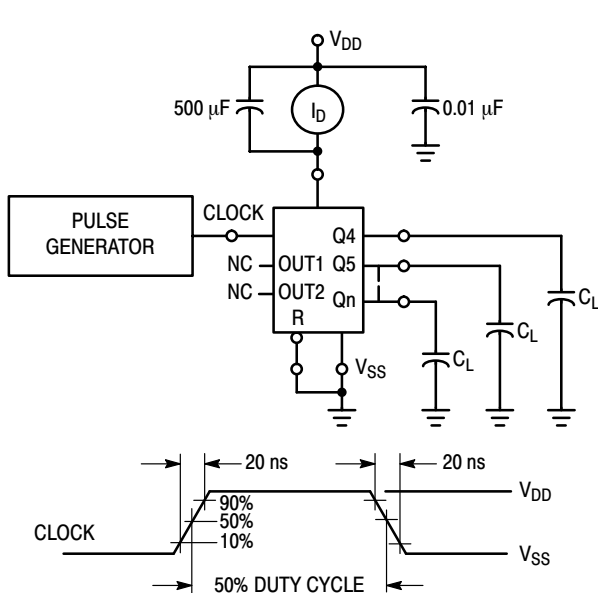 V_DD
500 μF
I_D
0.01 μF
PULSE
GENERATOR
CLOCK
Q4
NC
OUT1
Q5
NC
OUT2
Qn
R
C_L
C_L
C_L
V_SS
20 ns
20 ns
90%
50%
10%
V_DD
CLOCK
V_SS
50% DUTY CYCLE